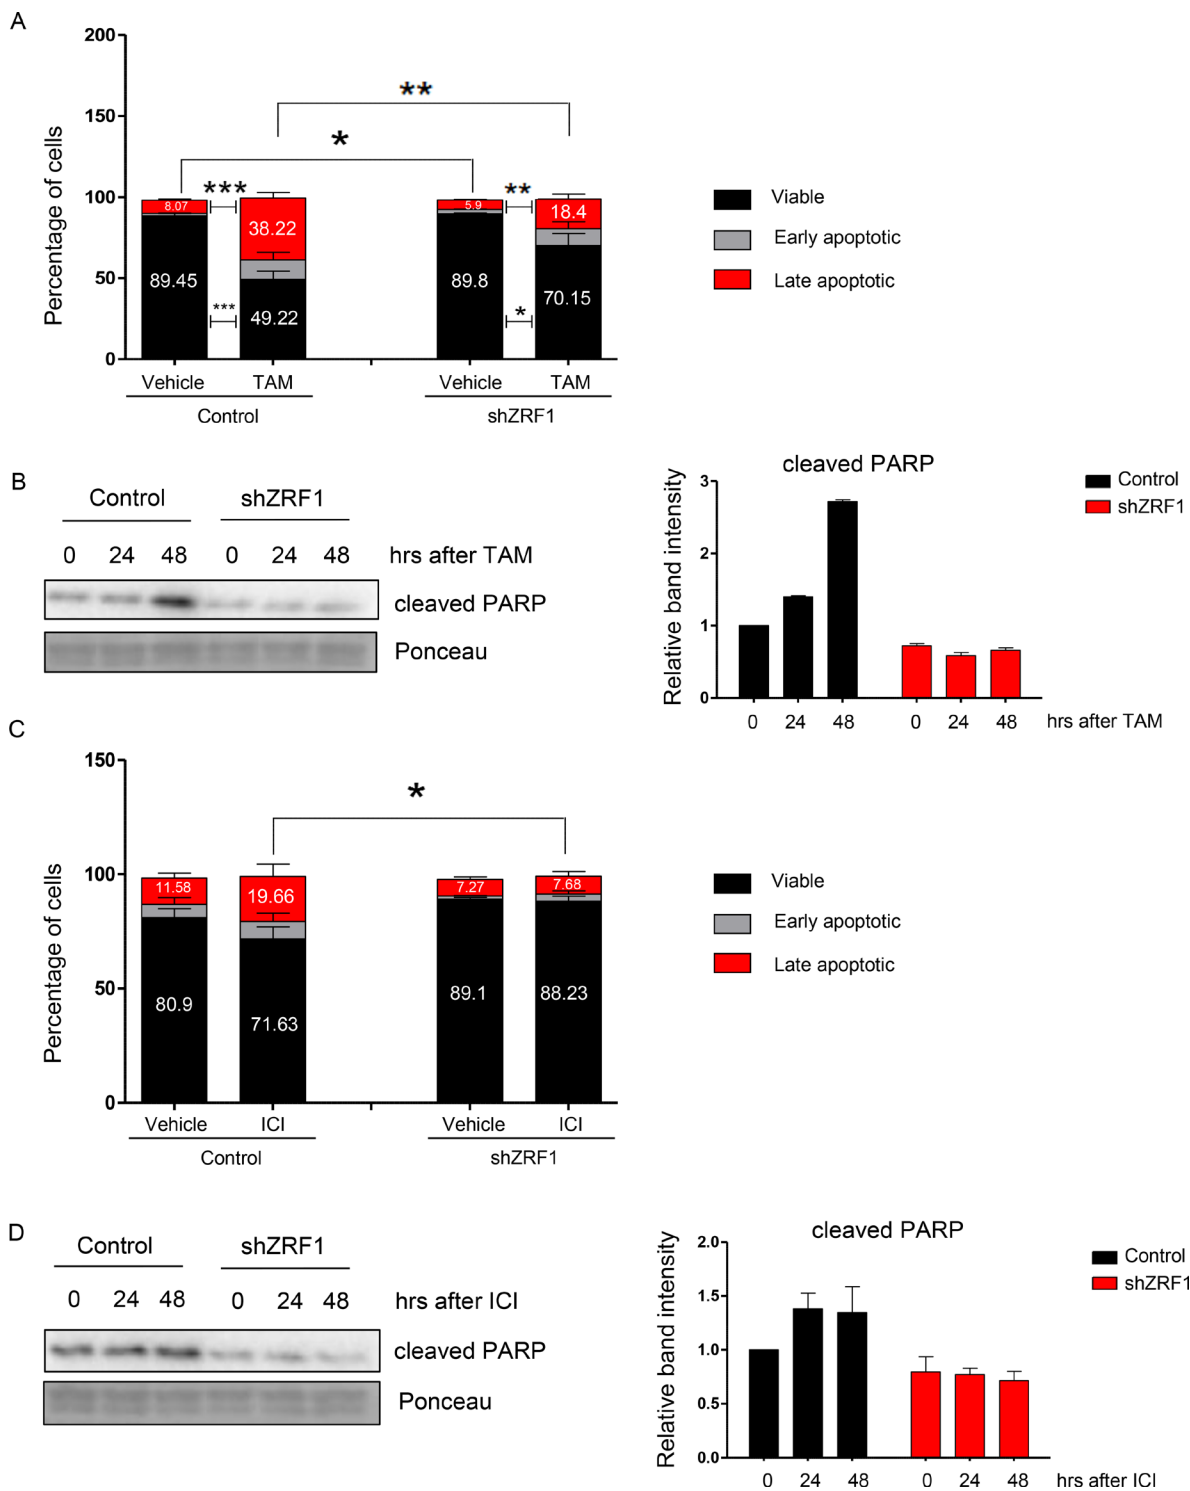 A
200
150
100
50
0
Percentage of cells
**
*
***
**
8.07
38.22
5.9
18.4
89.45
***
49.22
89.8
*
70.15
Vehicle TAM Vehicle TAM
Control shZRF1
Viable
Early apoptotic
Late apoptotic
B
Control shZRF1
0 24 48 0 24 48 hrs after TAM
cleaved PARP
Ponceau
cleaved PARP
Relative band intensity
3
2
1
0
0 24 48 0 24 48 hrs after TAM
Control
shZRF1
C
150
100
50
0
Percentage of cells
*
11.58
19.66
7.27
7.68
80.9
71.63
89.1
88.23
Vehicle ICI Vehicle ICI
Control shZRF1
Viable
Early apoptotic
Late apoptotic
D
Control shZRF1
0 24 48 0 24 48 hrs after ICI
cleaved PARP
Ponceau
cleaved PARP
Relative band intensity
2.0
1.5
1.0
0.5
0.0
0 24 48 0 24 48 hrs after ICI
Control
shZRF1